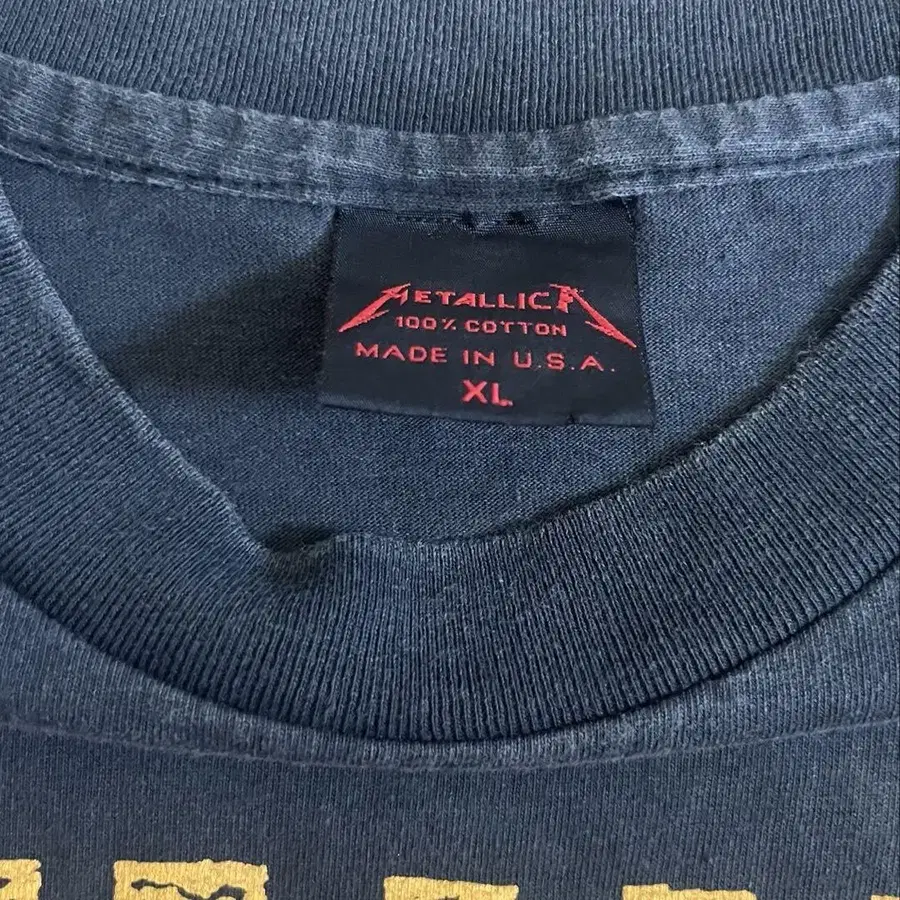 METALLICA
100% COTTON
MADE IN U.S.A.
XL